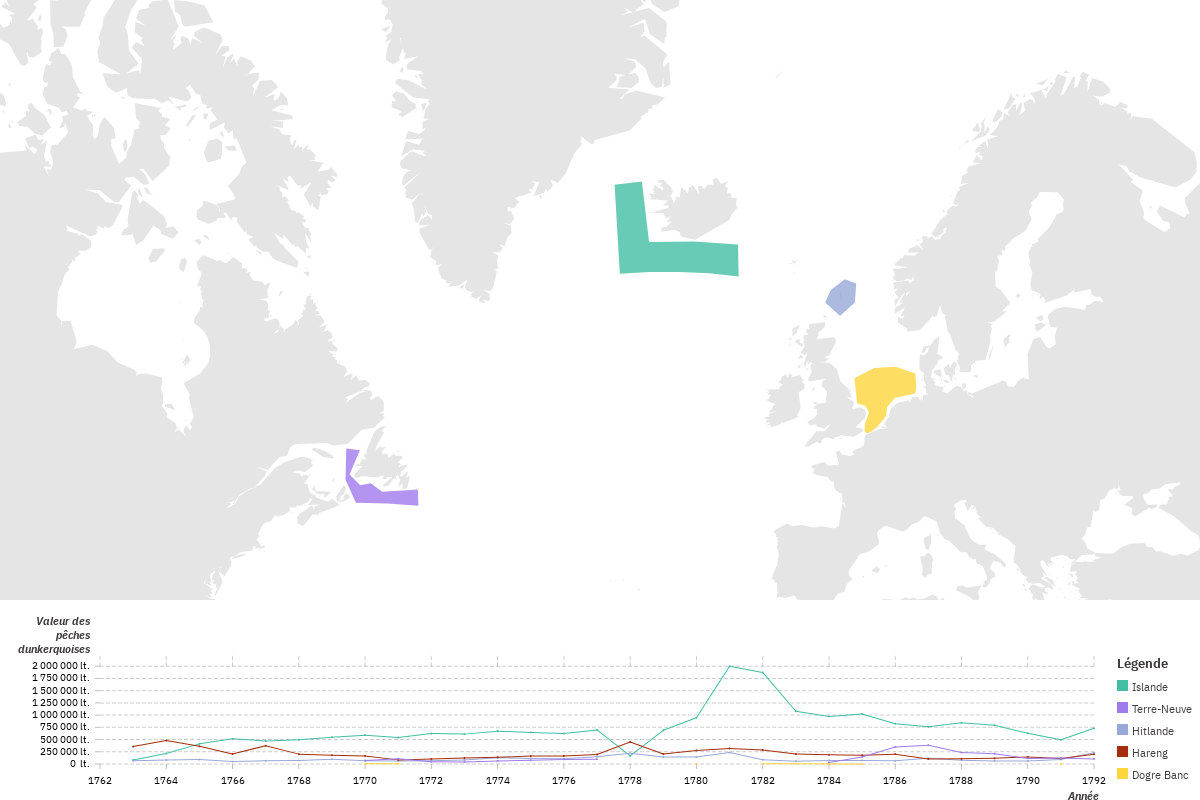 Valeur des
pêches
dunkerquoises
2 000 000 lt.
1 750 000 lt.
1 500 000 lt.
1 250 000 lt.
1 000 000 lt.
750 000 lt.
500 000 lt.
250 000 lt.
0 lt.
1762 1764 1766 1768 1770 1772 1774 1776 1778 1780 1782 1784 1786 1788 1790 1792
Année
Légende
Islande
Terre-Neuve
Hitlande
Hareng
Dogre Banc